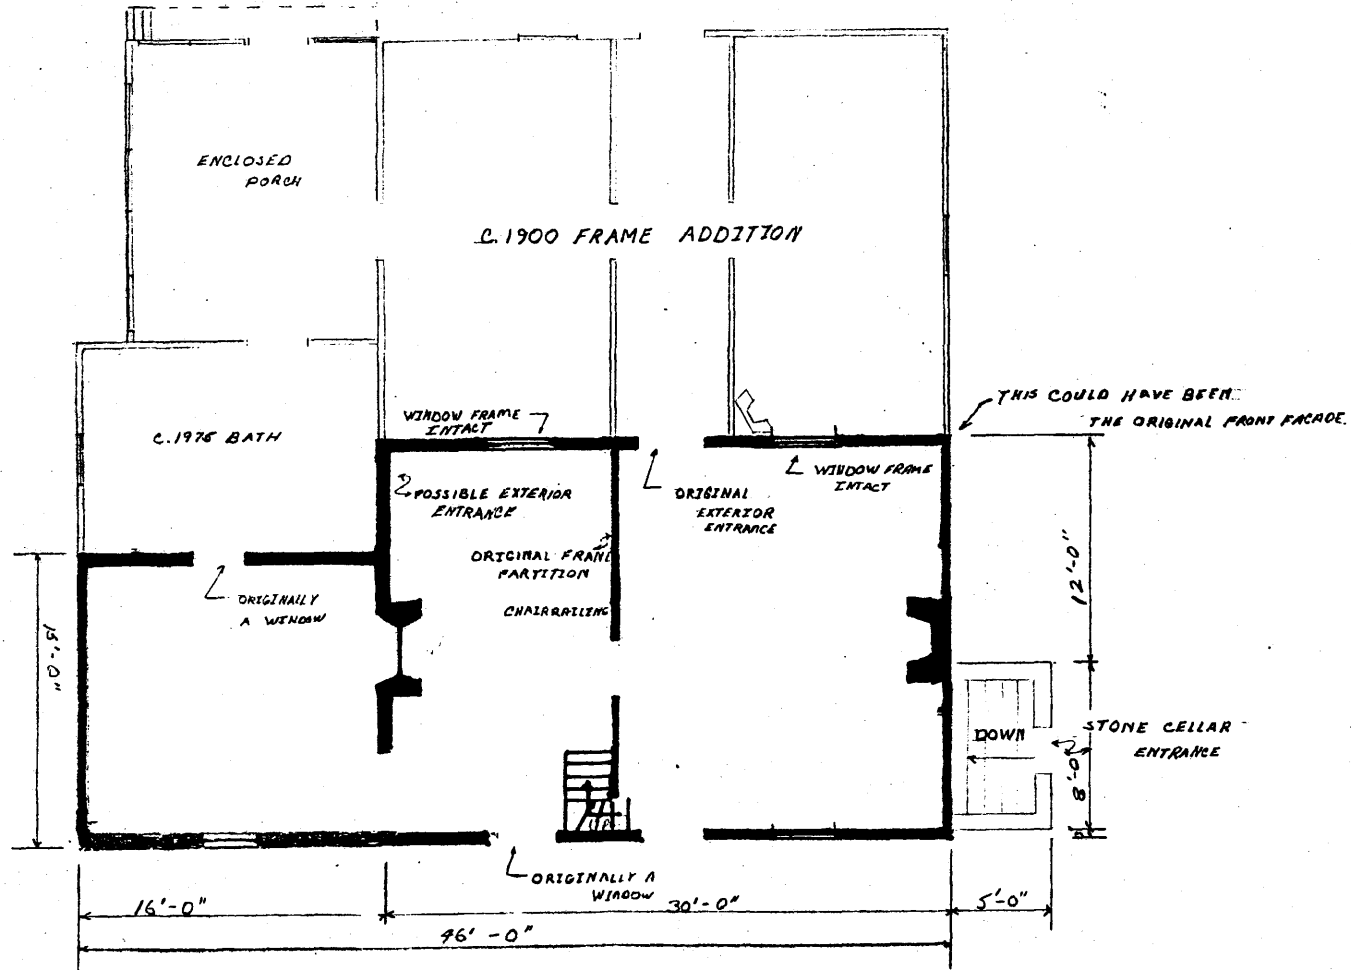 ENCLOSED
PORCH
C. 1900 FRAME ADDITION
THIS COULD HAVE BEEN
THE ORIGINAL FRONT FACADE.
WINDOW FRAME
INTACT
C. 1975 BATH
WINDOW FRAME
INTACT
POSSIBLE EXTERIOR
ENTRANCE
ORIGINAL
EXTERIOR
ENTRANCE
ORIGINAL FRAME
PARTITION
CHAIRRAILING
ORIGINALLY
A WINDOW
12'-0"
15'-0"
DOWN
STONE CELLAR
ENTRANCE
8'-0"
UP
ORIGINALLY A
WINDOW
16'-0"
30'-0"
5'-0"
46'-0"